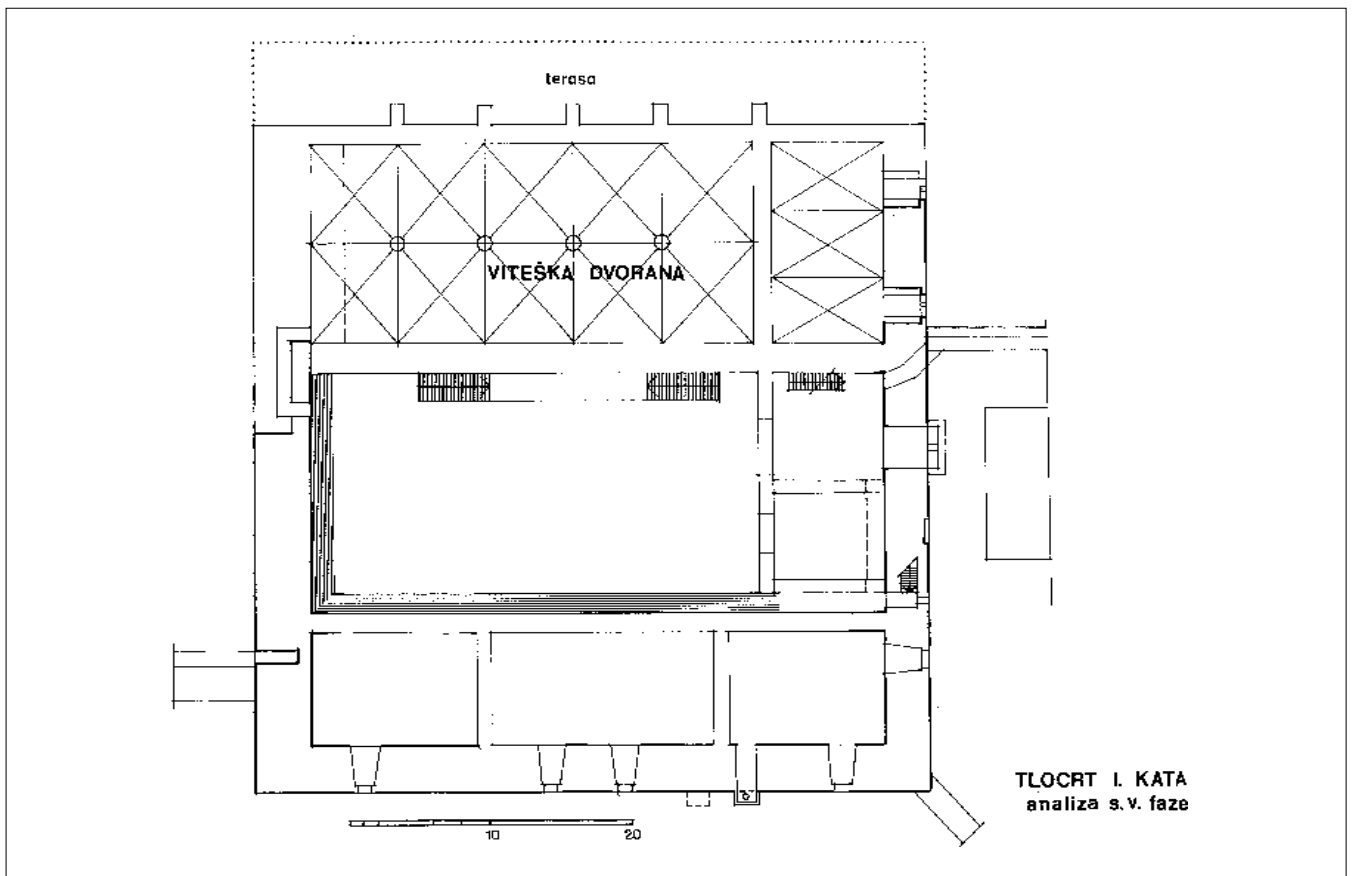 terasa
VITEŠKA DVORANA
TLOCRT I. KATA
analiza s.v. faze
10 20